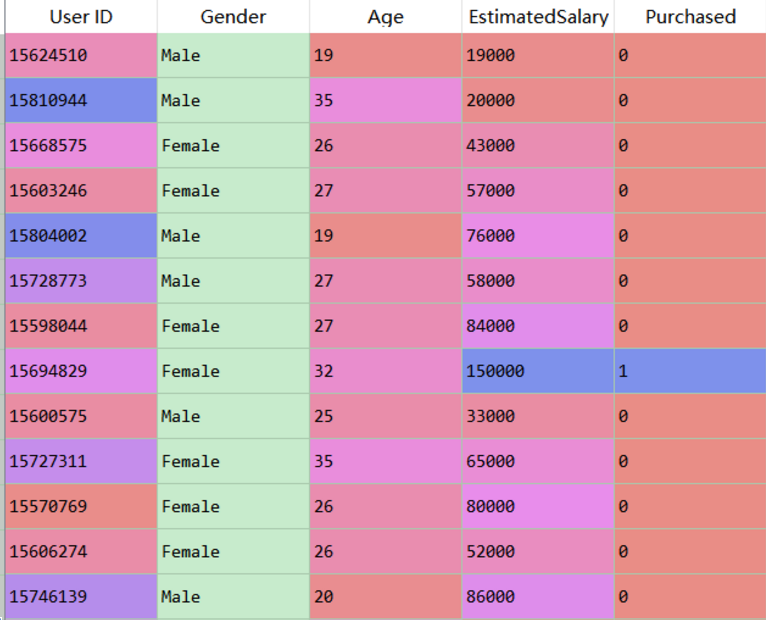 User ID Gender Age EstimatedSalary Purchased
15624510 Male 19 19000 0
15810944 Male 35 20000 0
15668575 Female 26 43000 0
15603246 Female 27 57000 0
15804002 Male 19 76000 0
15728773 Male 27 58000 0
15598044 Female 27 84000 0
15694829 Female 32 150000 1
15600575 Male 25 33000 0
15727311 Female 35 65000 0
15570769 Female 26 80000 0
15606274 Female 26 52000 0
15746139 Male 20 86000 0